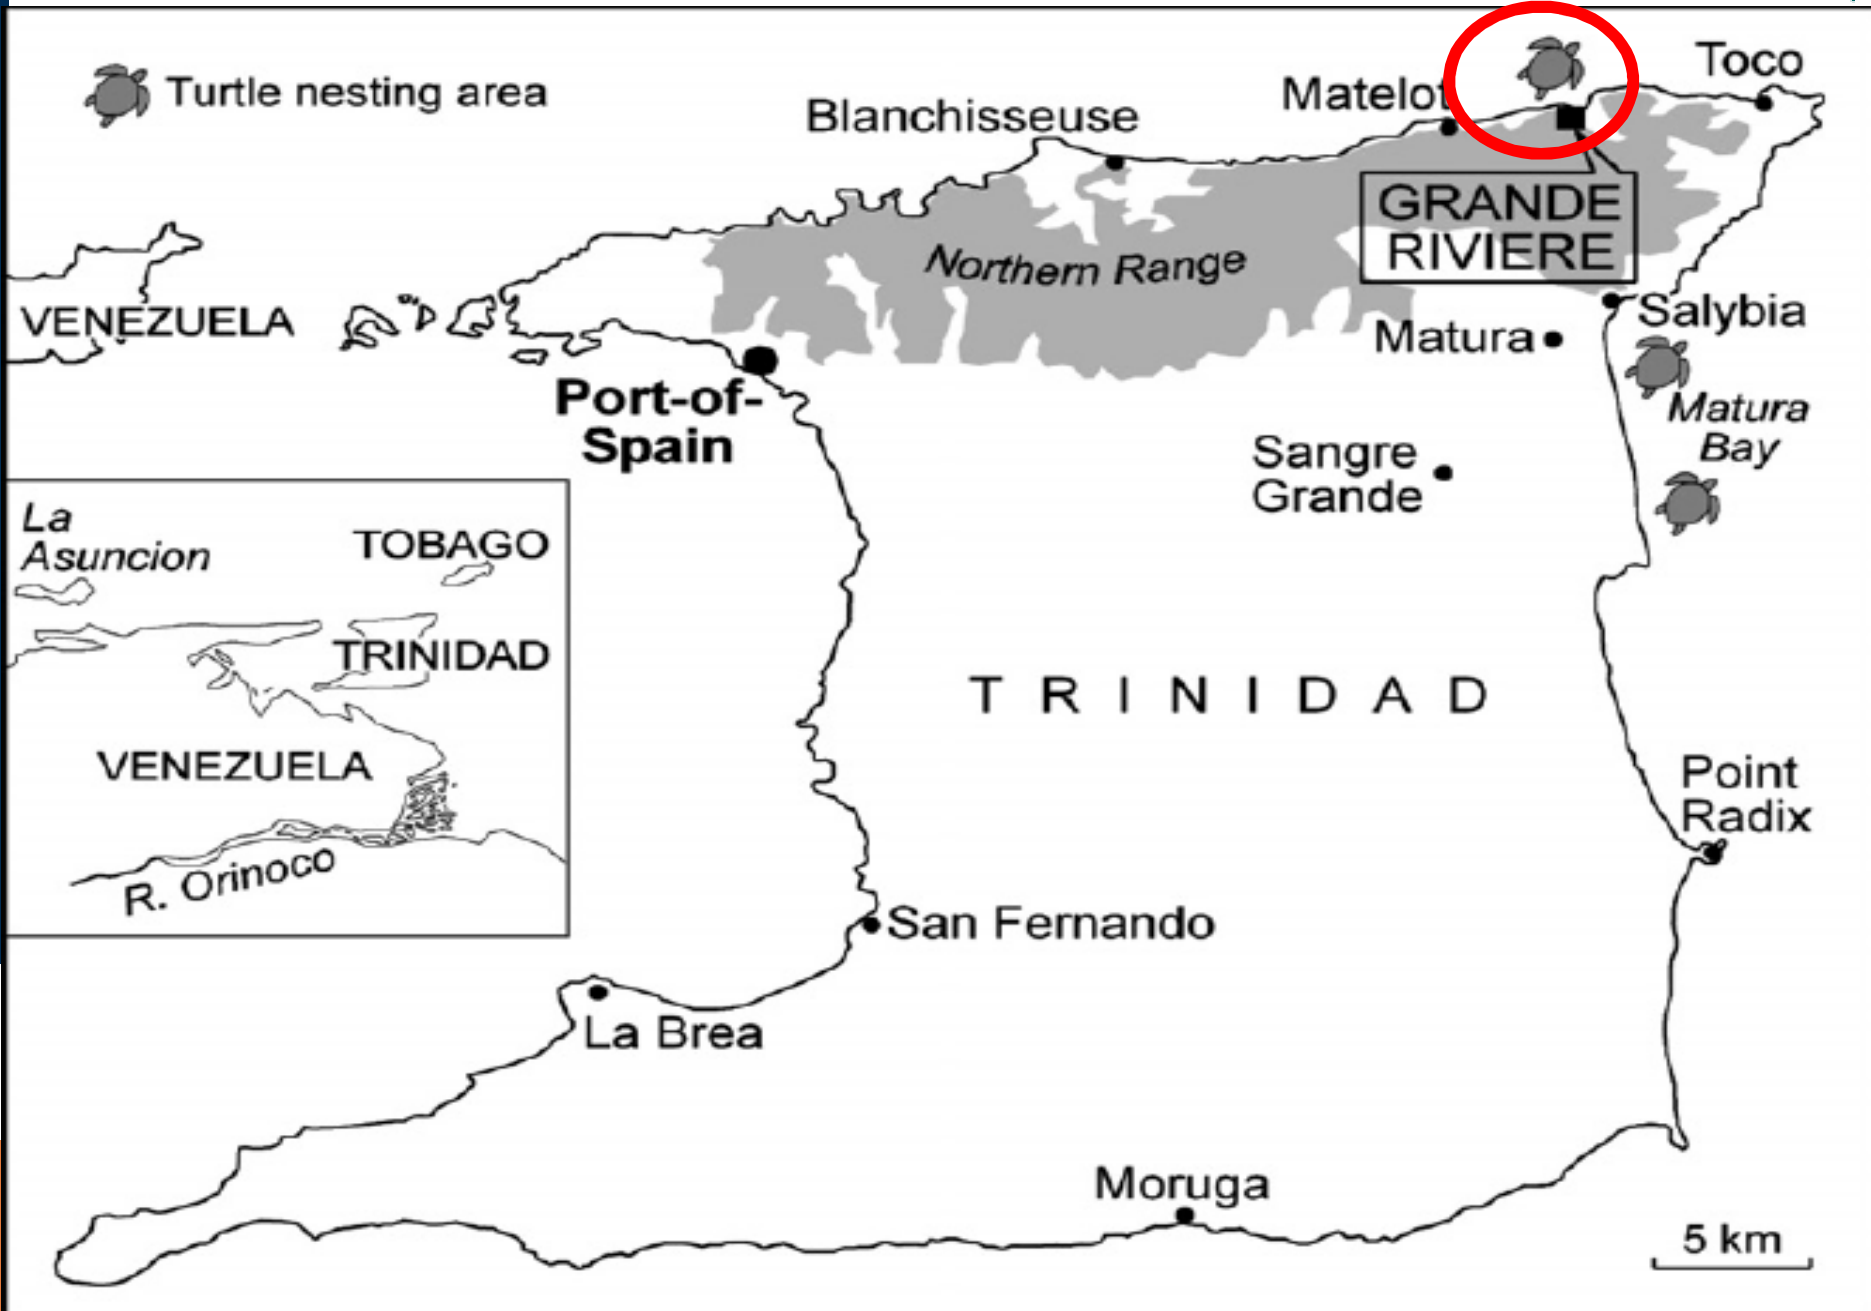 Turtle nesting area
Toco
Matelot
Blanchisseuse
GRANDE
RIVIERE
Northern Range
VENEZUELA
Salybia
Matura
Port-of-
Spain
Matura
Bay
Sangre
Grande
La
Asuncion
TOBAGO
TRINIDAD
VENEZUELA
R. Orinoco
TRINIDAD
Point
Radix
San Fernando
La Brea
Moruga
5 km